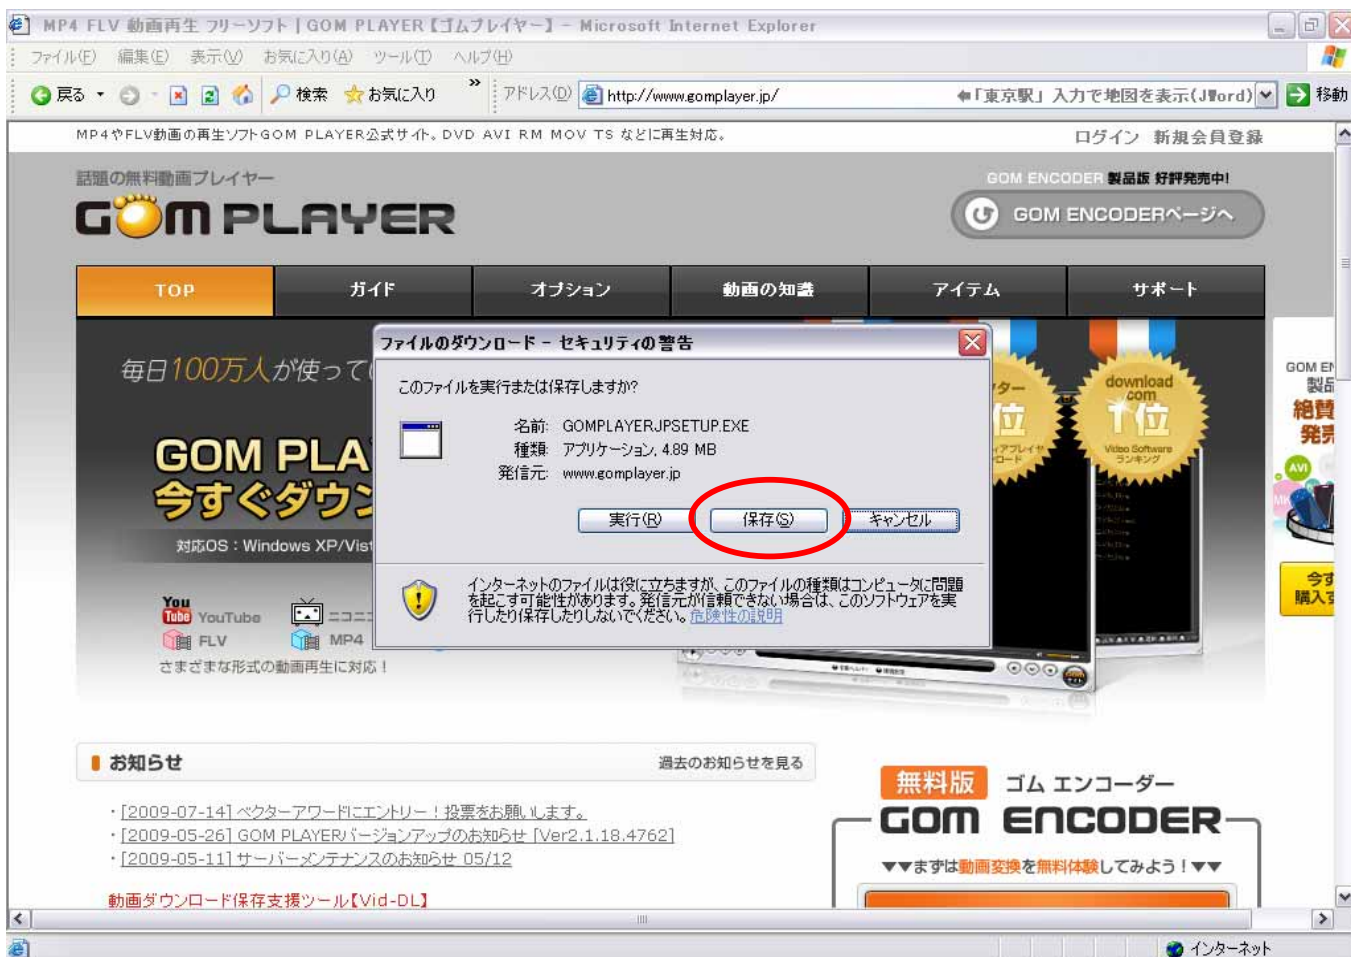 MP4 FLV 動画再生 フリーソフト | GOM PLAYER【ゴムプレイヤー】 - Microsoft Internet Explorer
ファイル(F) 編集(E) 表示(V) お気に入り(A) ツール(T) ヘルプ(H)
戻る 検索 お気に入り » アドレス(D) http://www.gomplayer.jp/ 「東京駅」入力で地図を表示(JWord) 移動
MP4やFLV動画の再生ソフトGOM PLAYER公式サイト。DVD AVI RM MOV TS などに再生対応。
ログイン 新規会員登録
話題の無料動画プレイヤー
GOM PLAYER
GOM ENCODER 製品版 好評発売中!
GOM ENCODERページへ
TOP ガイド オプション 動画の知識 アイテム サポート
毎日100万人が使って
GOM PLA
今すぐダウン
対応OS：Windows XP/Vist
You Tube YouTube ニコニコ
FLV MP4
さまざまな形式の動画再生に対応！
ファイルのダウンロード - セキュリティの警告
このファイルを実行または保存しますか?
名前: GOMPLAYERJPSETUP.EXE
種類: アプリケーション, 4.89 MB
発信元: www.gomplayer.jp
実行(R) 保存(S) キャンセル
インターネットのファイルは役に立ちますが、このファイルの種類はコンピュータに問題
を起こす可能性があります。発信元が信頼できない場合は、このソフトウェアを実
行したり保存したりしないでください。危険性の説明
ター
位
download
com
1位
Video Software
ランキング
GOM EN
製品
絶賛
発売
AVI
今す
購入す
お知らせ
過去のお知らせを見る
・[2009-07-14] ベクターアワードにエントリー！投票をお願いします。
・[2009-05-26] GOM PLAYERバージョンアップのお知らせ [Ver2.1.18.4762]
・[2009-05-11] サーバーメンテナンスのお知らせ 05/12
動画ダウンロード保存支援ツール【Vid-DL】
無料版 ゴム エンコーダー
GOM ENCODER
▼▼まずは動画変換を無料体験してみよう！▼▼
インターネット